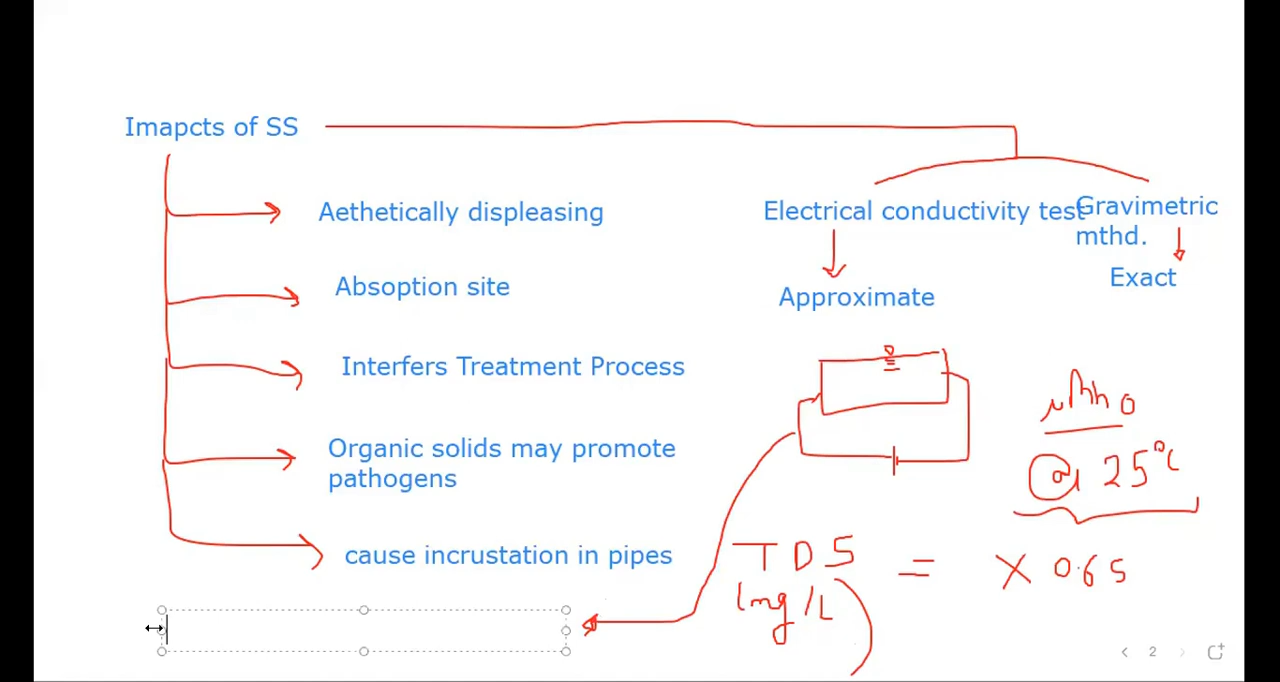 Imapcts of SS
Aethetically displeasing
Absoption site
Interfers Treatment Process
Organic solids may promote
pathogens
cause incrustation in pipes
Electrical conductivity test
Approximate
Gravimetric
mthd.
Exact
μMho
@ 25°C
TDS = X 0.65
(mg/L)
2